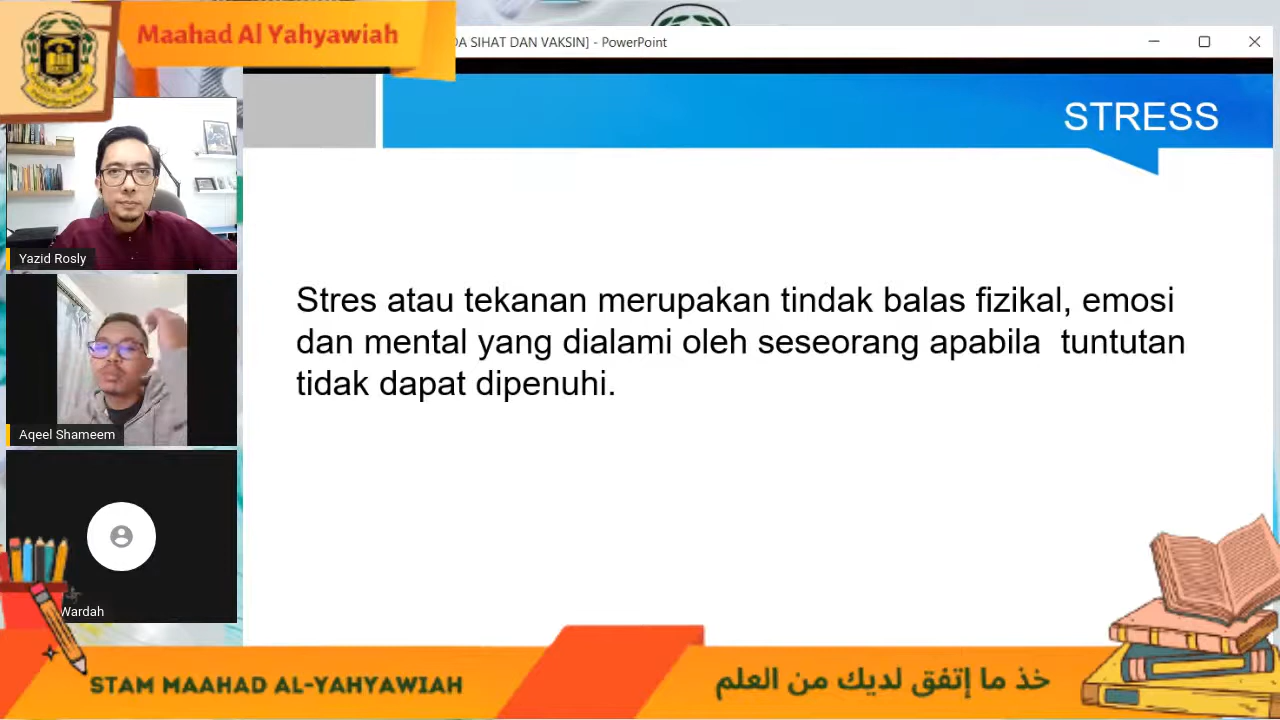 Maahad Al Yahyawiah
DA SIHAT DAN VAKSIN] - PowerPoint
STRESS
Yazid Rosly
Stres atau tekanan merupakan tindak balas fizikal, emosi
dan mental yang dialami oleh seseorang apabila tuntutan
tidak dapat dipenuhi.
Aqeel Shameem
Wardah
STAM MAAHAD AL-YAHYAWIAH
خذ ما إتفق لديك من العلم